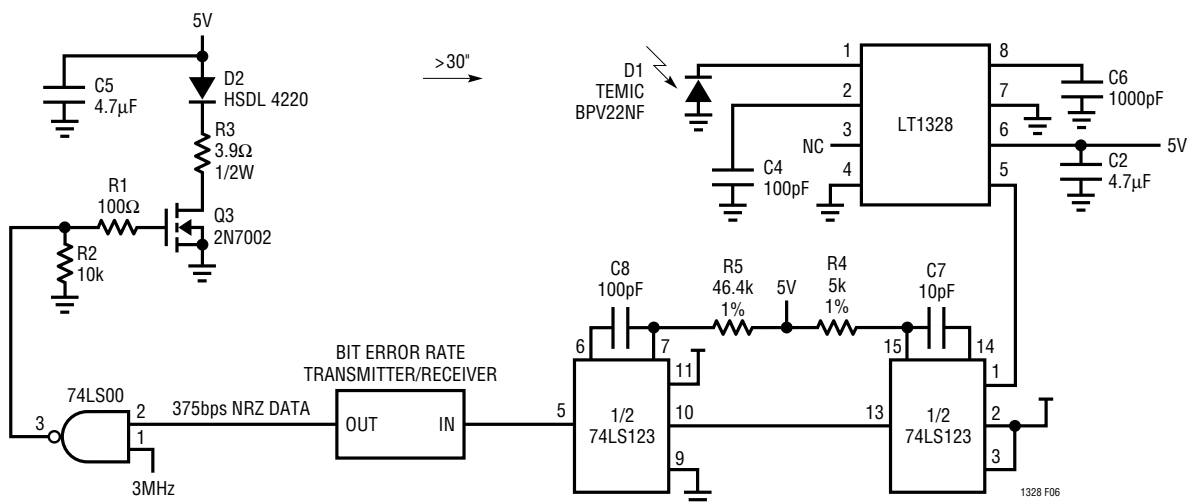 5V
C5
4.7µF
D2
HSDL 4220
R3
3.9Ω
1/2W
R1
100Ω
R2
10k
Q3
2N7002
>30"
D1
TEMIC
BPV22NF
1
2
3
4
NC
C4
100pF
LT1328
8
7
6
5
C6
1000pF
5V
C2
4.7µF
C8
100pF
R5
46.4k
1%
5V
R4
5k
1%
C7
10pF
6
7
15
14
74LS00
3
2
1
3MHz
375bps NRZ DATA
BIT ERROR RATE
TRANSMITTER/RECEIVER
OUT
IN
5
1/2
74LS123
11
10
9
13
1/2
74LS123
1
2
3
1328 F06